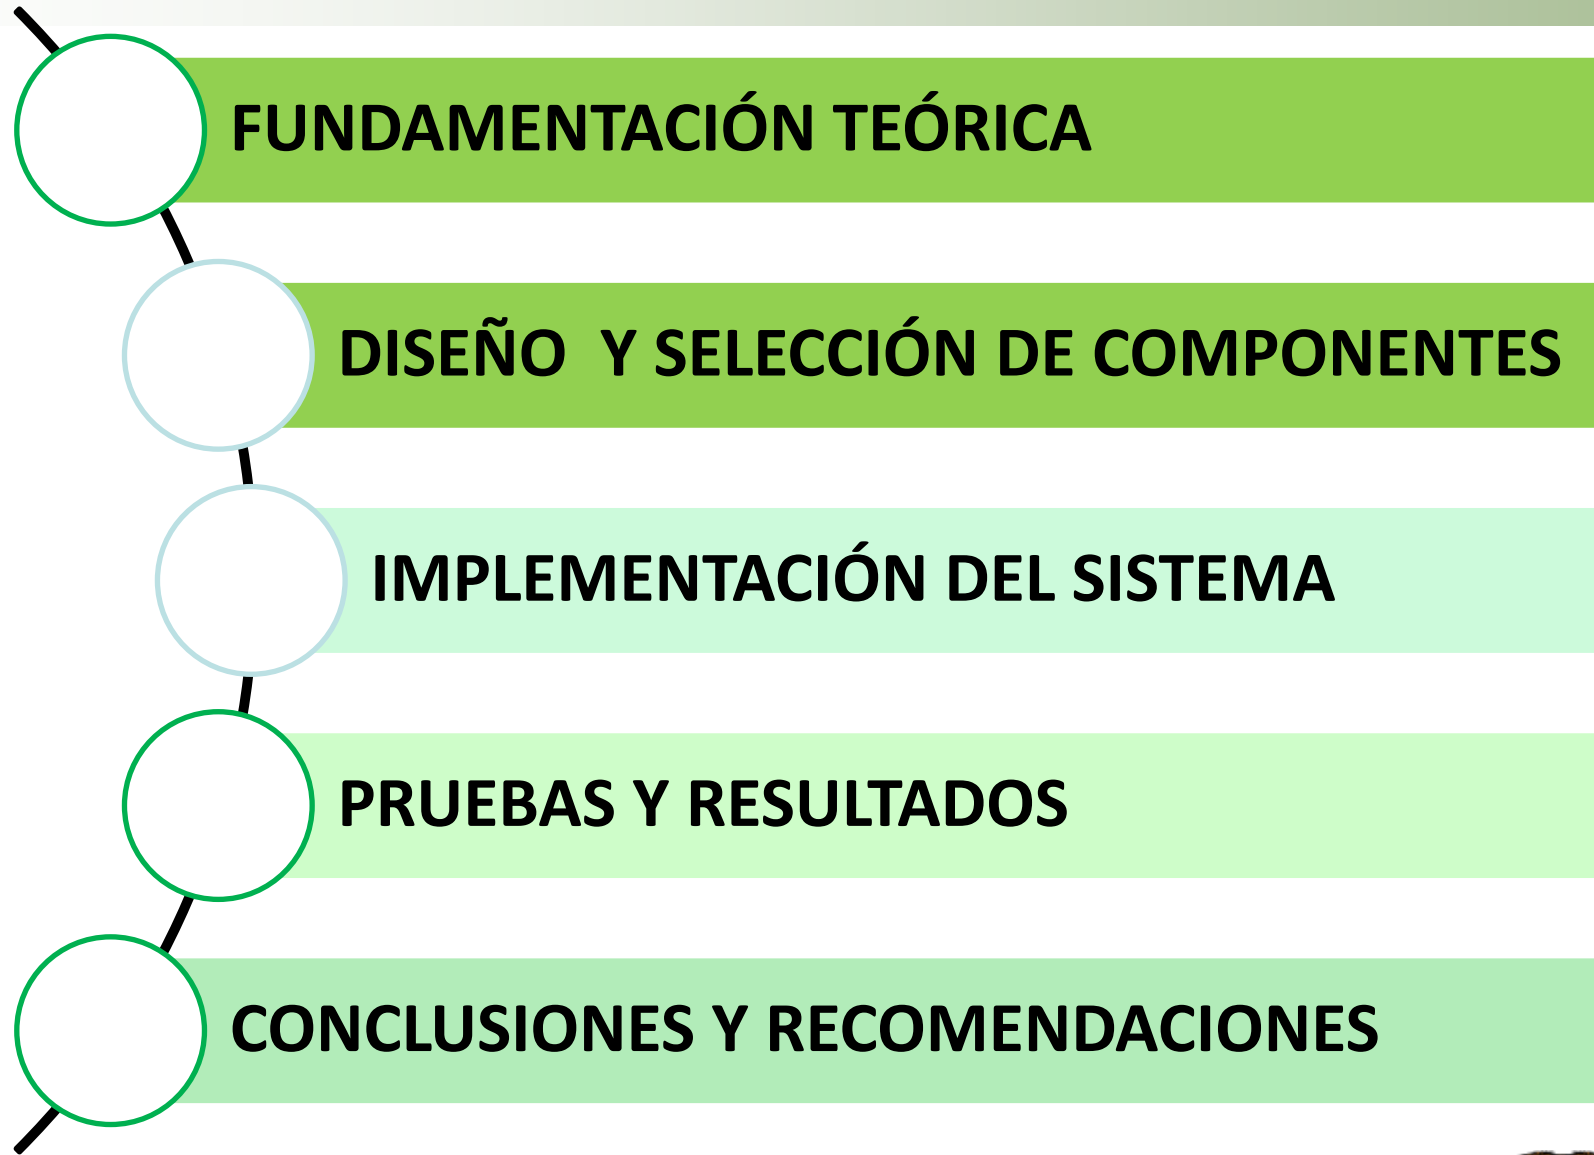 FUNDAMENTACIÓN TEÓRICA
DISEÑO  Y SELECCIÓN DE COMPONENTES
IMPLEMENTACIÓN DEL SISTEMA
PRUEBAS Y RESULTADOS
CONCLUSIONES Y RECOMENDACIONES